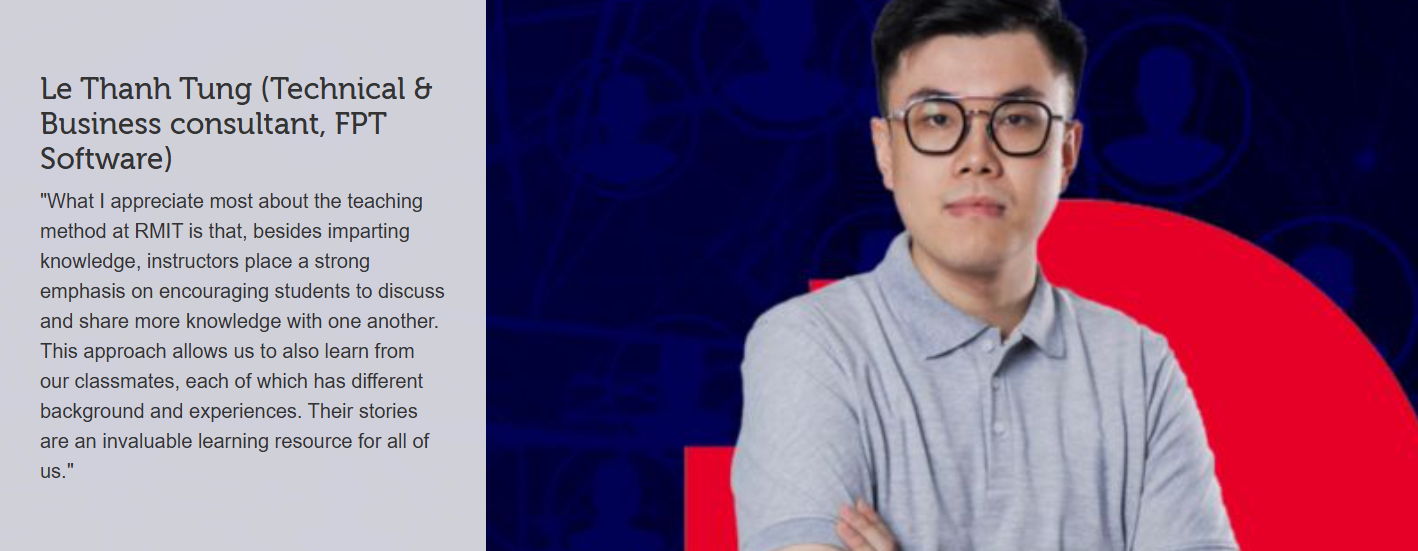 Le Thanh Tung (Technical &
Business consultant, FPT
Software)
"What I appreciate most about the teaching
method at RMIT is that, besides imparting
knowledge, instructors place a strong
emphasis on encouraging students to discuss
and share more knowledge with one another.
This approach allows us to also learn from
our classmates, each of which has different
background and experiences. Their stories
are an invaluable learning resource for all of
us."